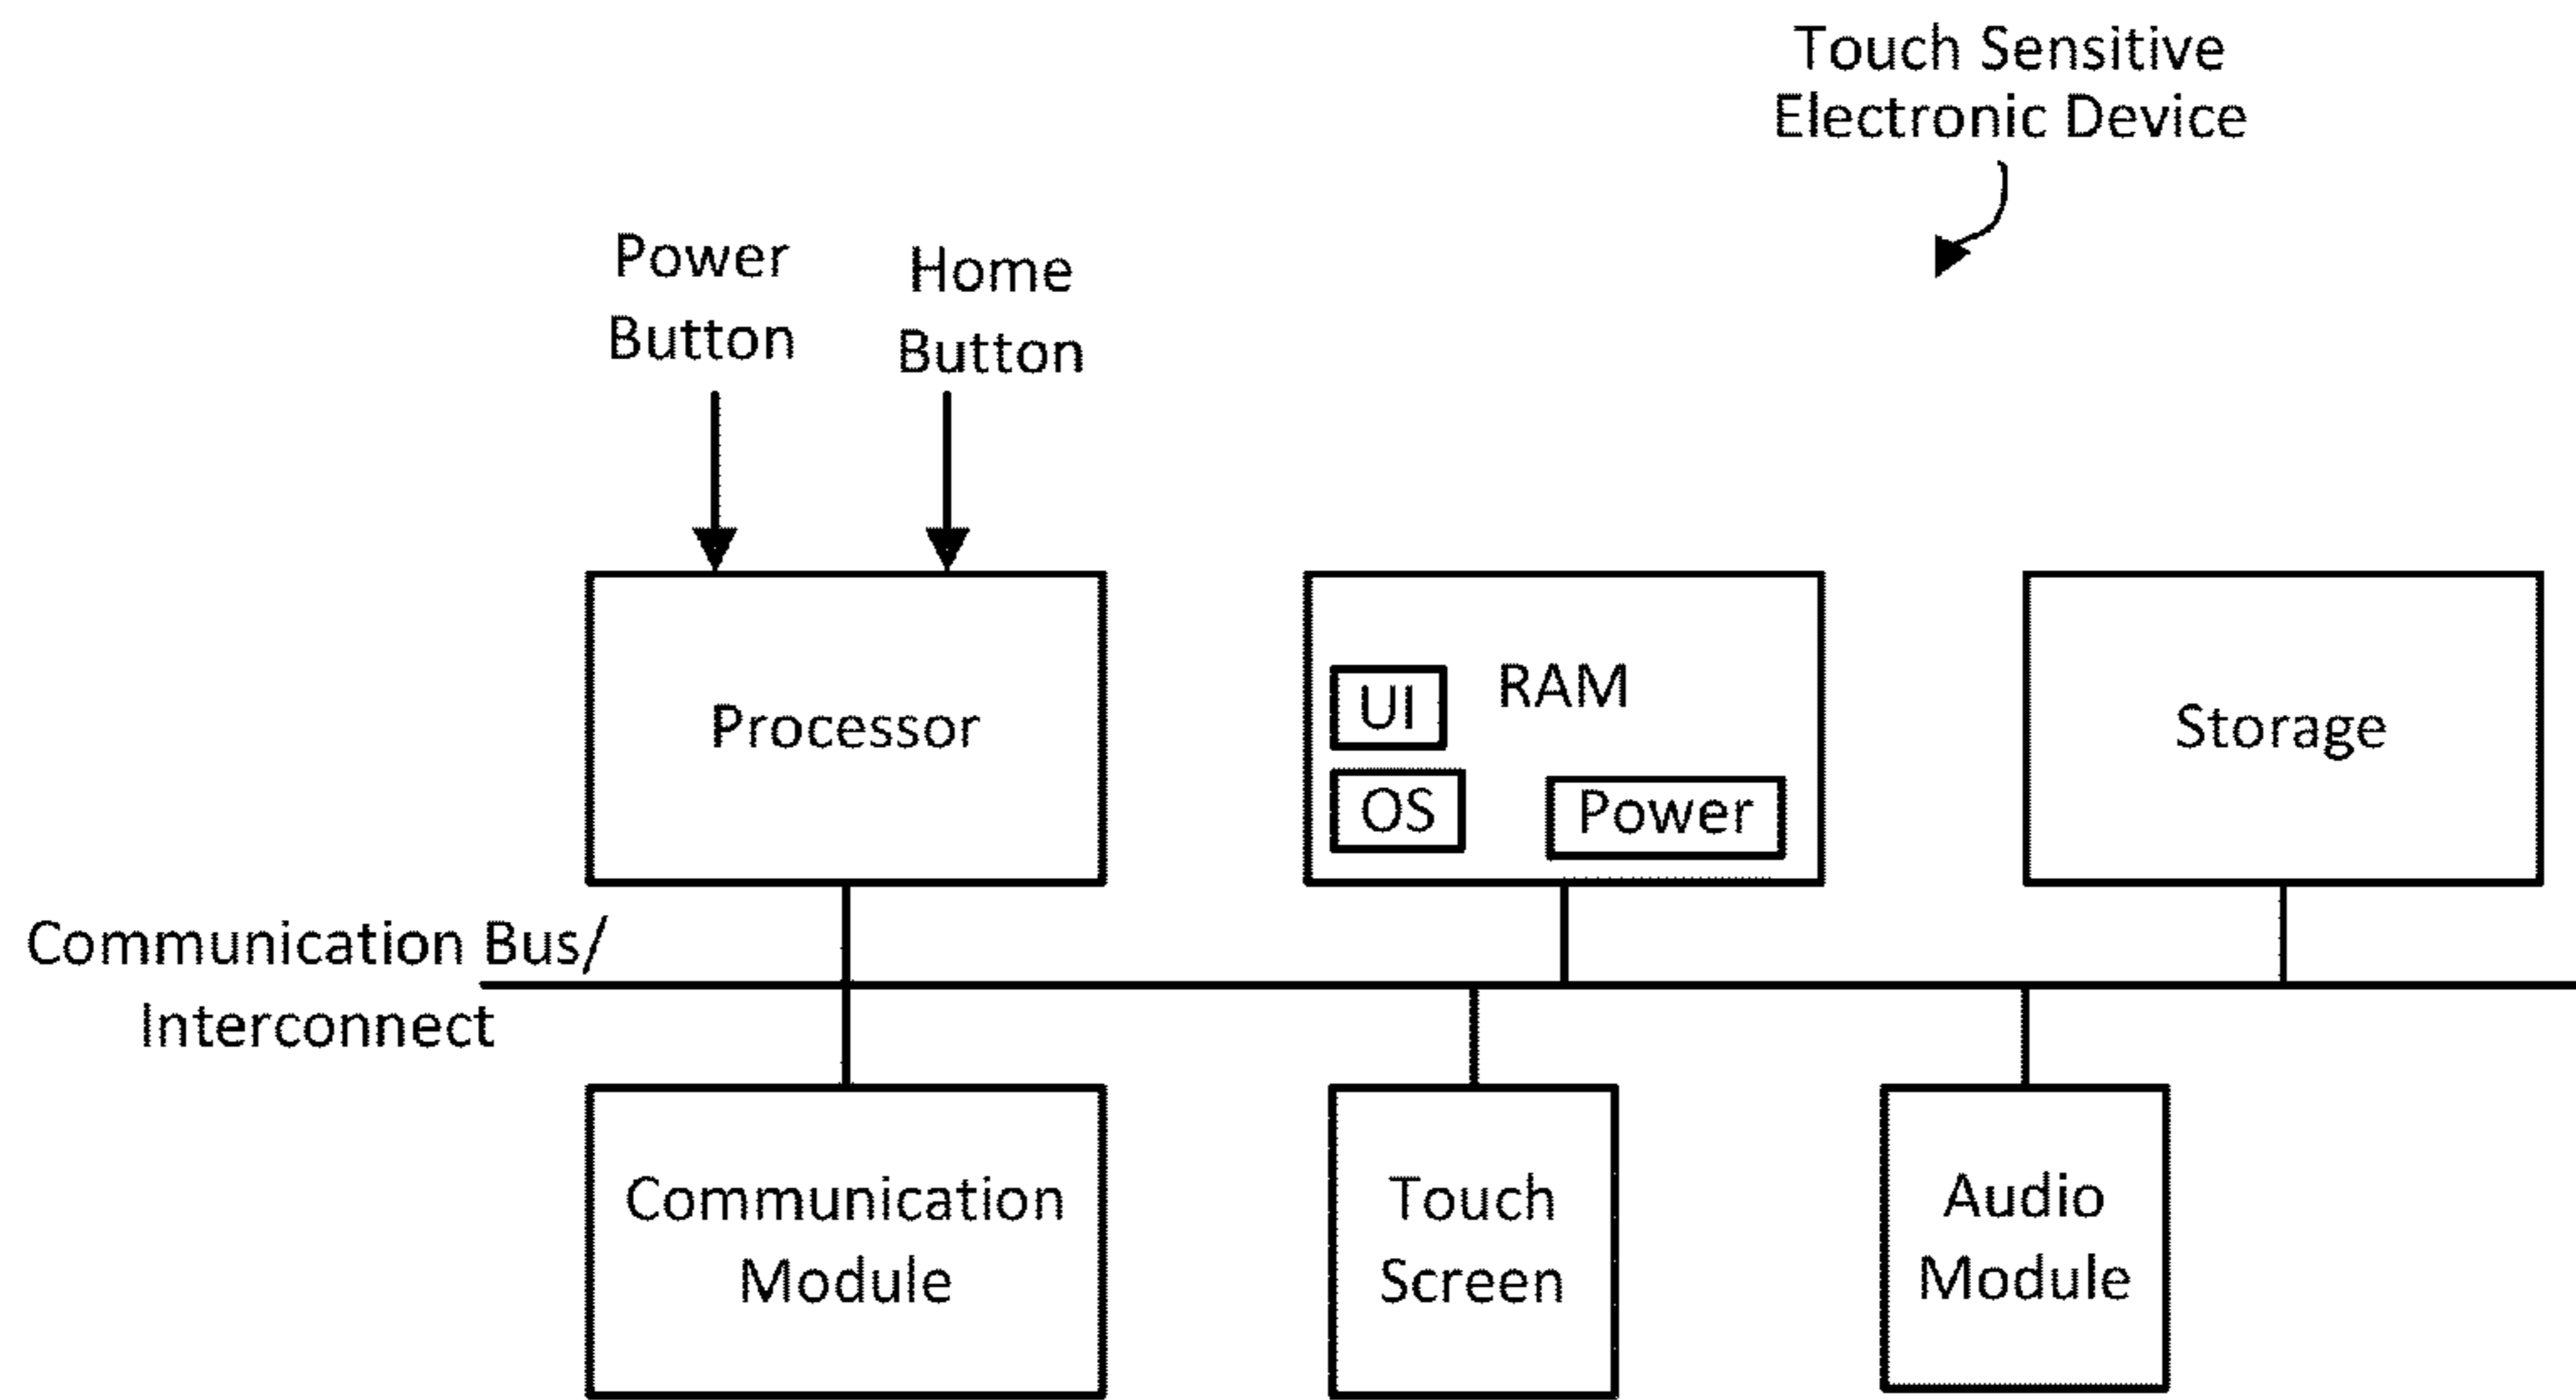 Touch Sensitive
Electronic Device
Power
Button
Home
Button
Processor
RAM
UI
OS
Power
Storage
Communication Bus/
Interconnect
Communication
Module
Touch
Screen
Audio
Module